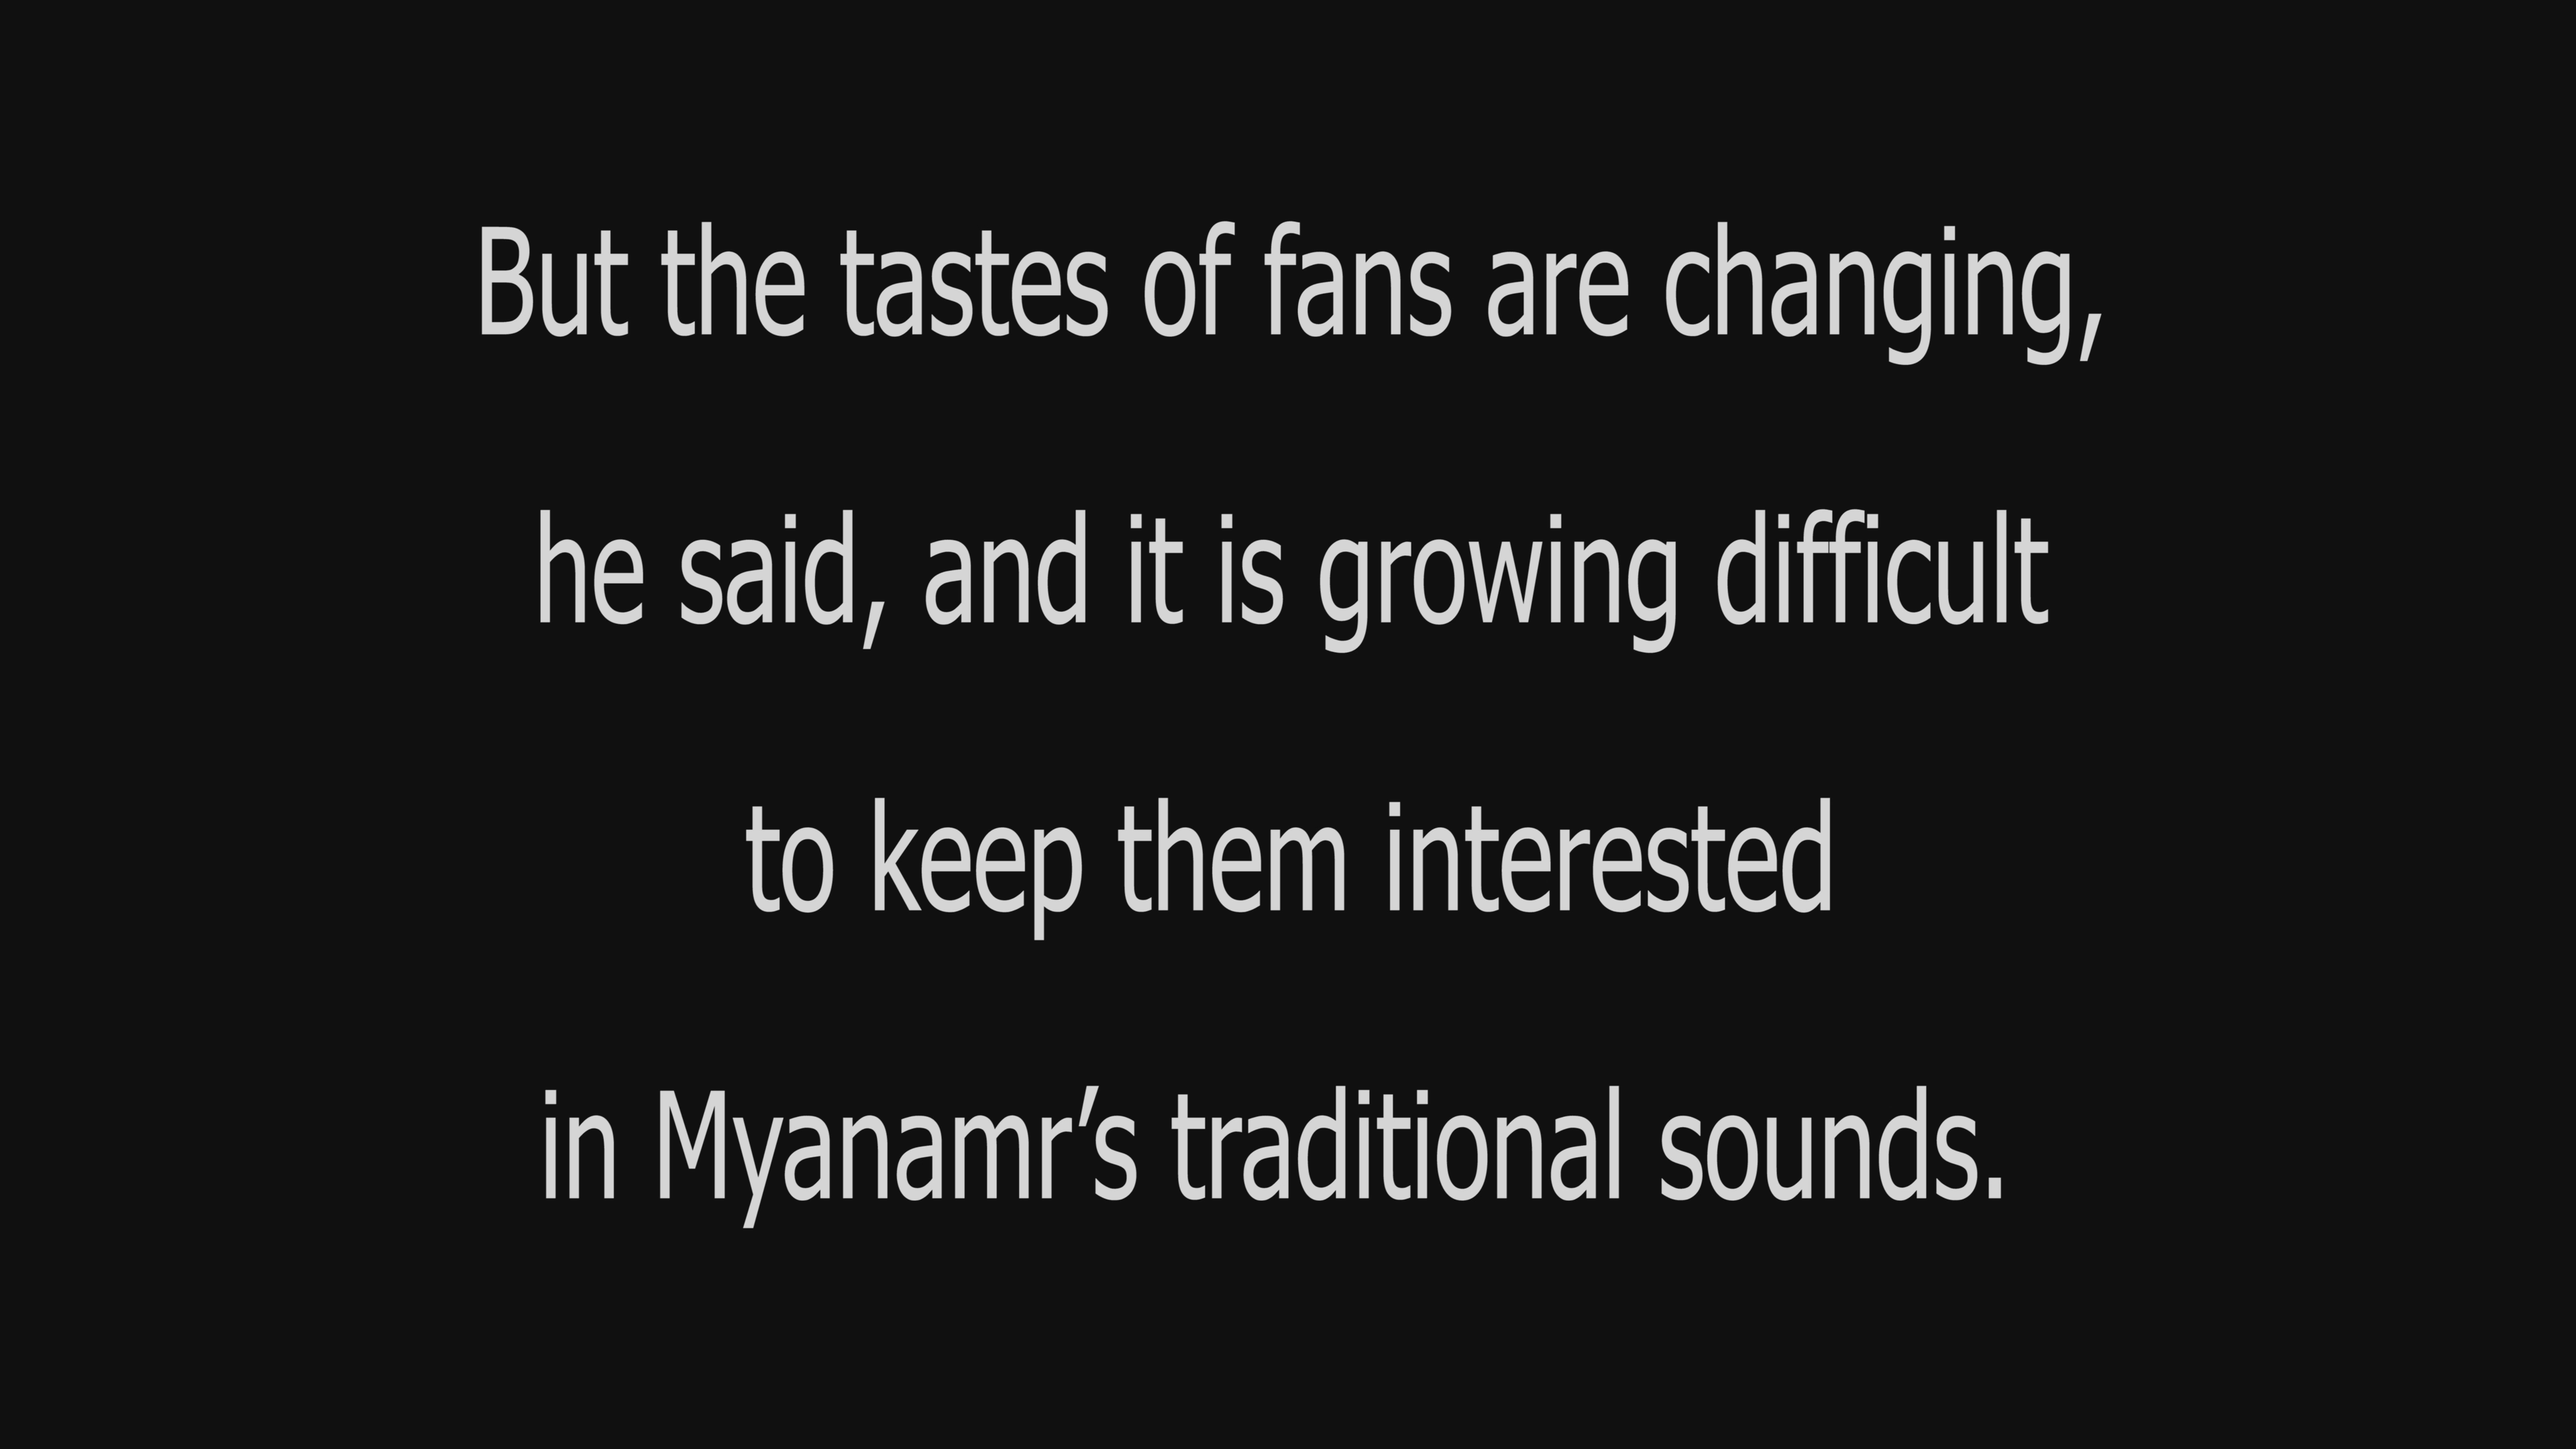 But the tastes of fans are changing,
he said, and it is growing difficult
to keep them interested
in Myanamr’s traditional sounds.